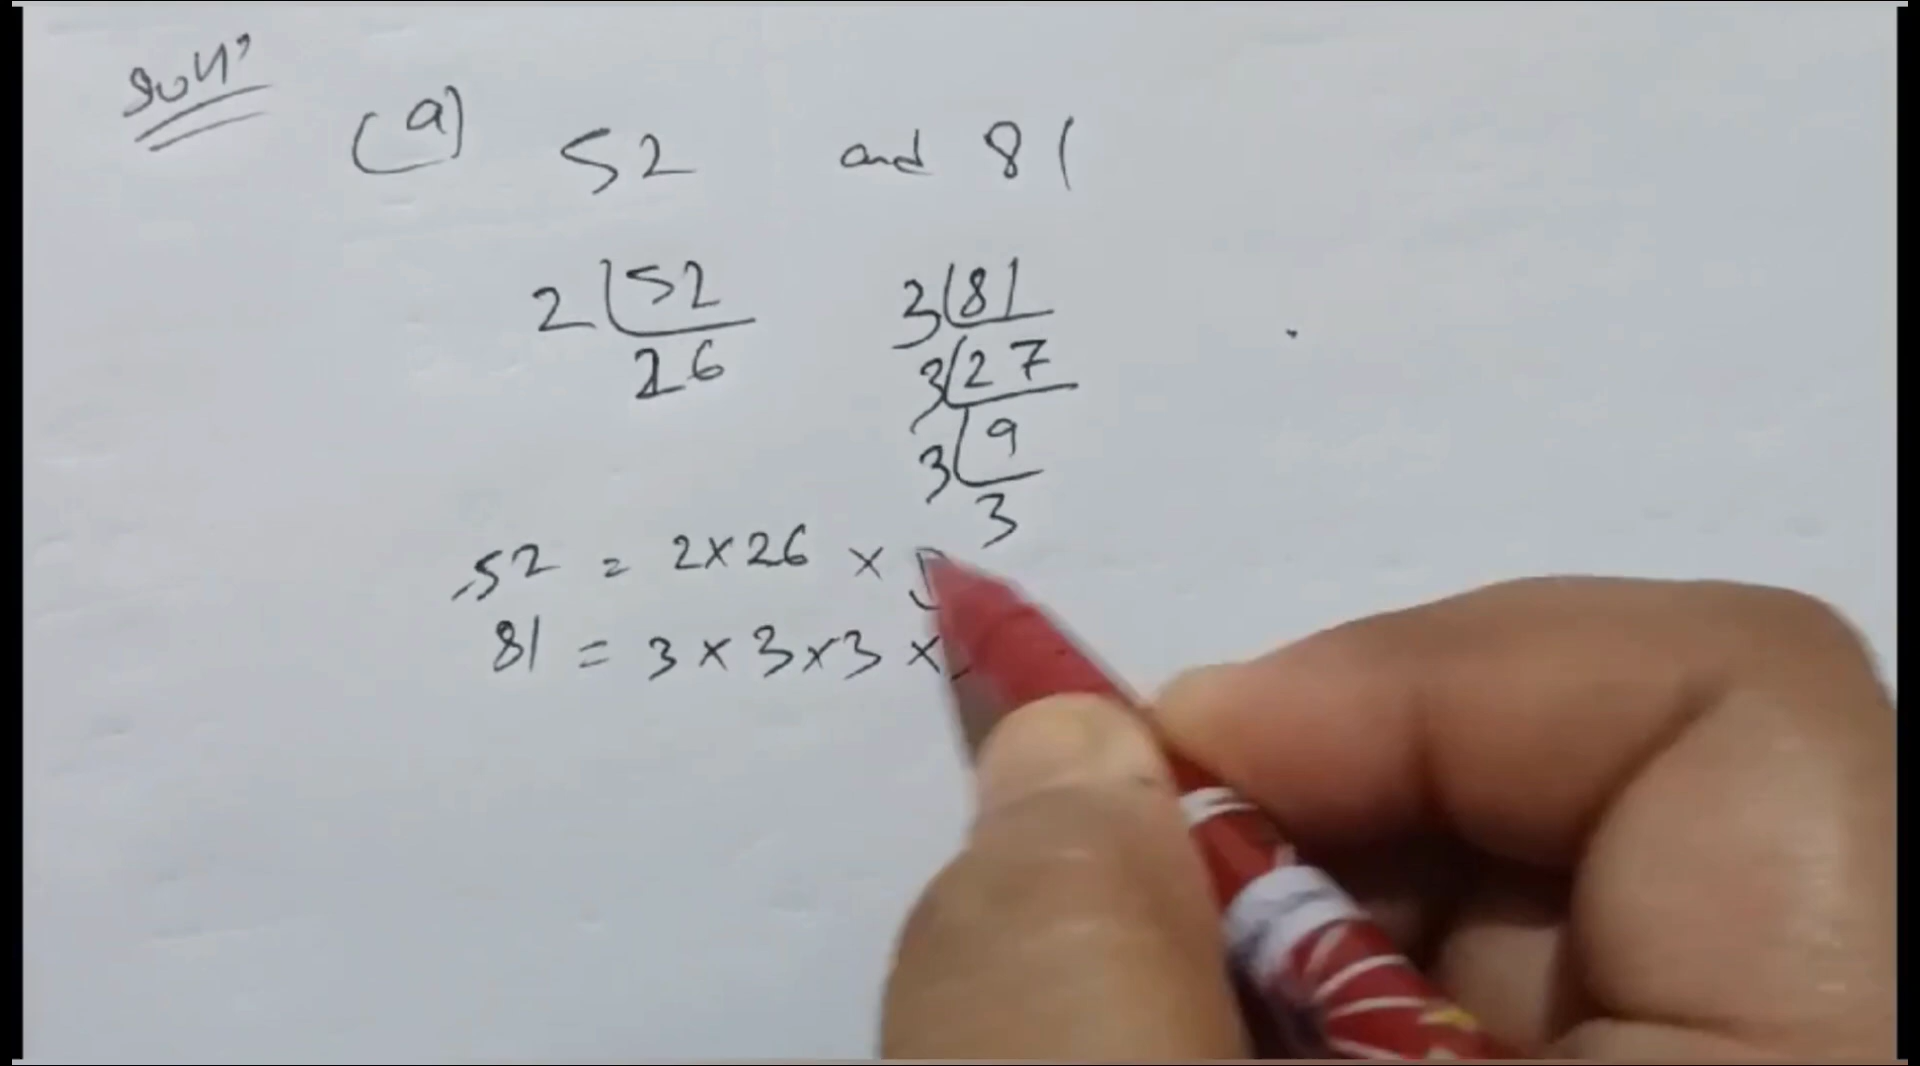 Soln
(a) 52 and 81
2 52 3 81
26 3 27
3 9
3
52 = 2×26 ×
81 = 3×3×3×